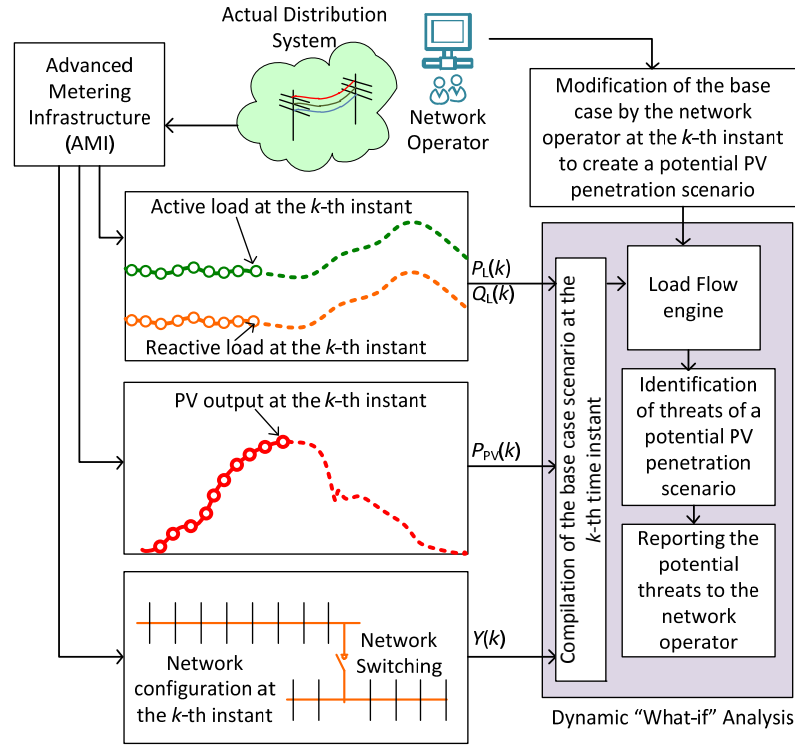 Actual Distribution
System
Advanced
Metering
Infrastructure
(AMI)
Network
Operator
Modification of the base
case by the network
operator at the k-th instant
to create a potential PV
penetration scenario
Active load at the k-th instant
Reactive load at the k-th instant
P_L(k)
Q_L(k)
PV output at the k-th instant
P_PV(k)
Network
configuration at
the k-th instant
Network
Switching
Y(k)
Compilation of the base case scenario at the
k-th time instant
Load Flow
engine
Identification
of threats of a
potential PV
penetration
scenario
Reporting the
potential
threats to the
network
operator
Dynamic “What-if” Analysis